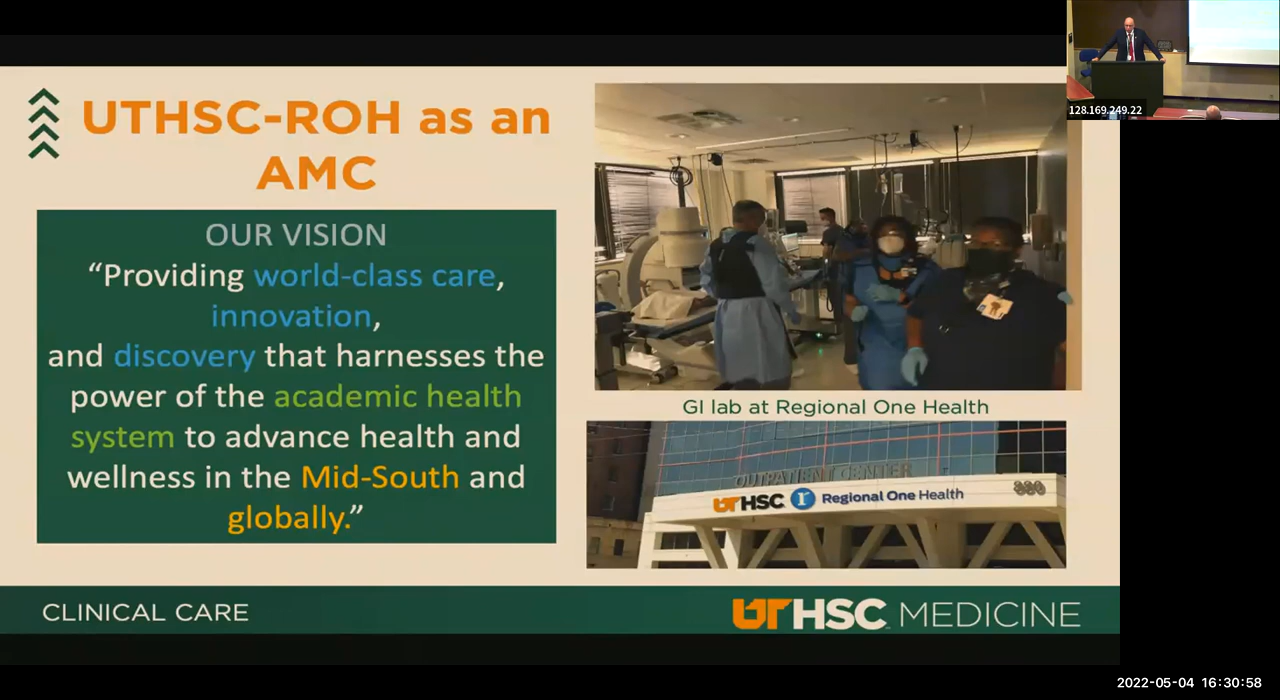 UTHSC-ROH as an
AMC
OUR VISION
“Providing world-class care,
innovation,
and discovery that harnesses the
power of the academic health
system to advance health and
wellness in the Mid-South and
globally.”
GI lab at Regional One Health
OUTPATIENT CENTER
UTHSC r Regional One Health
880
CLINICAL CARE
UTHSC MEDICINE
128.169.249.22
2022-05-04 16:30:58